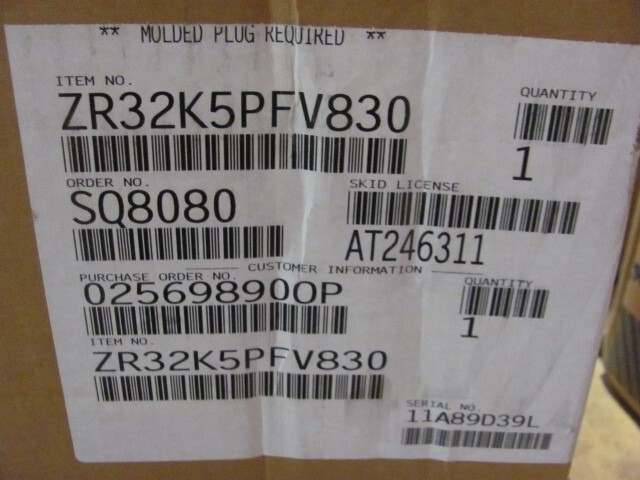 ** MOLDED PLUG REQUIRED **
ITEM NO.
ZR32K5PFV830
QUANTITY
1
ORDER NO.
SQ8080
SKID LICENSE
AT246311
CUSTOMER INFORMATION
PURCHASE ORDER NO.
02569890OP
QUANTITY
1
ITEM NO.
ZR32K5PFV830
SERIAL NO.
11A89D39L